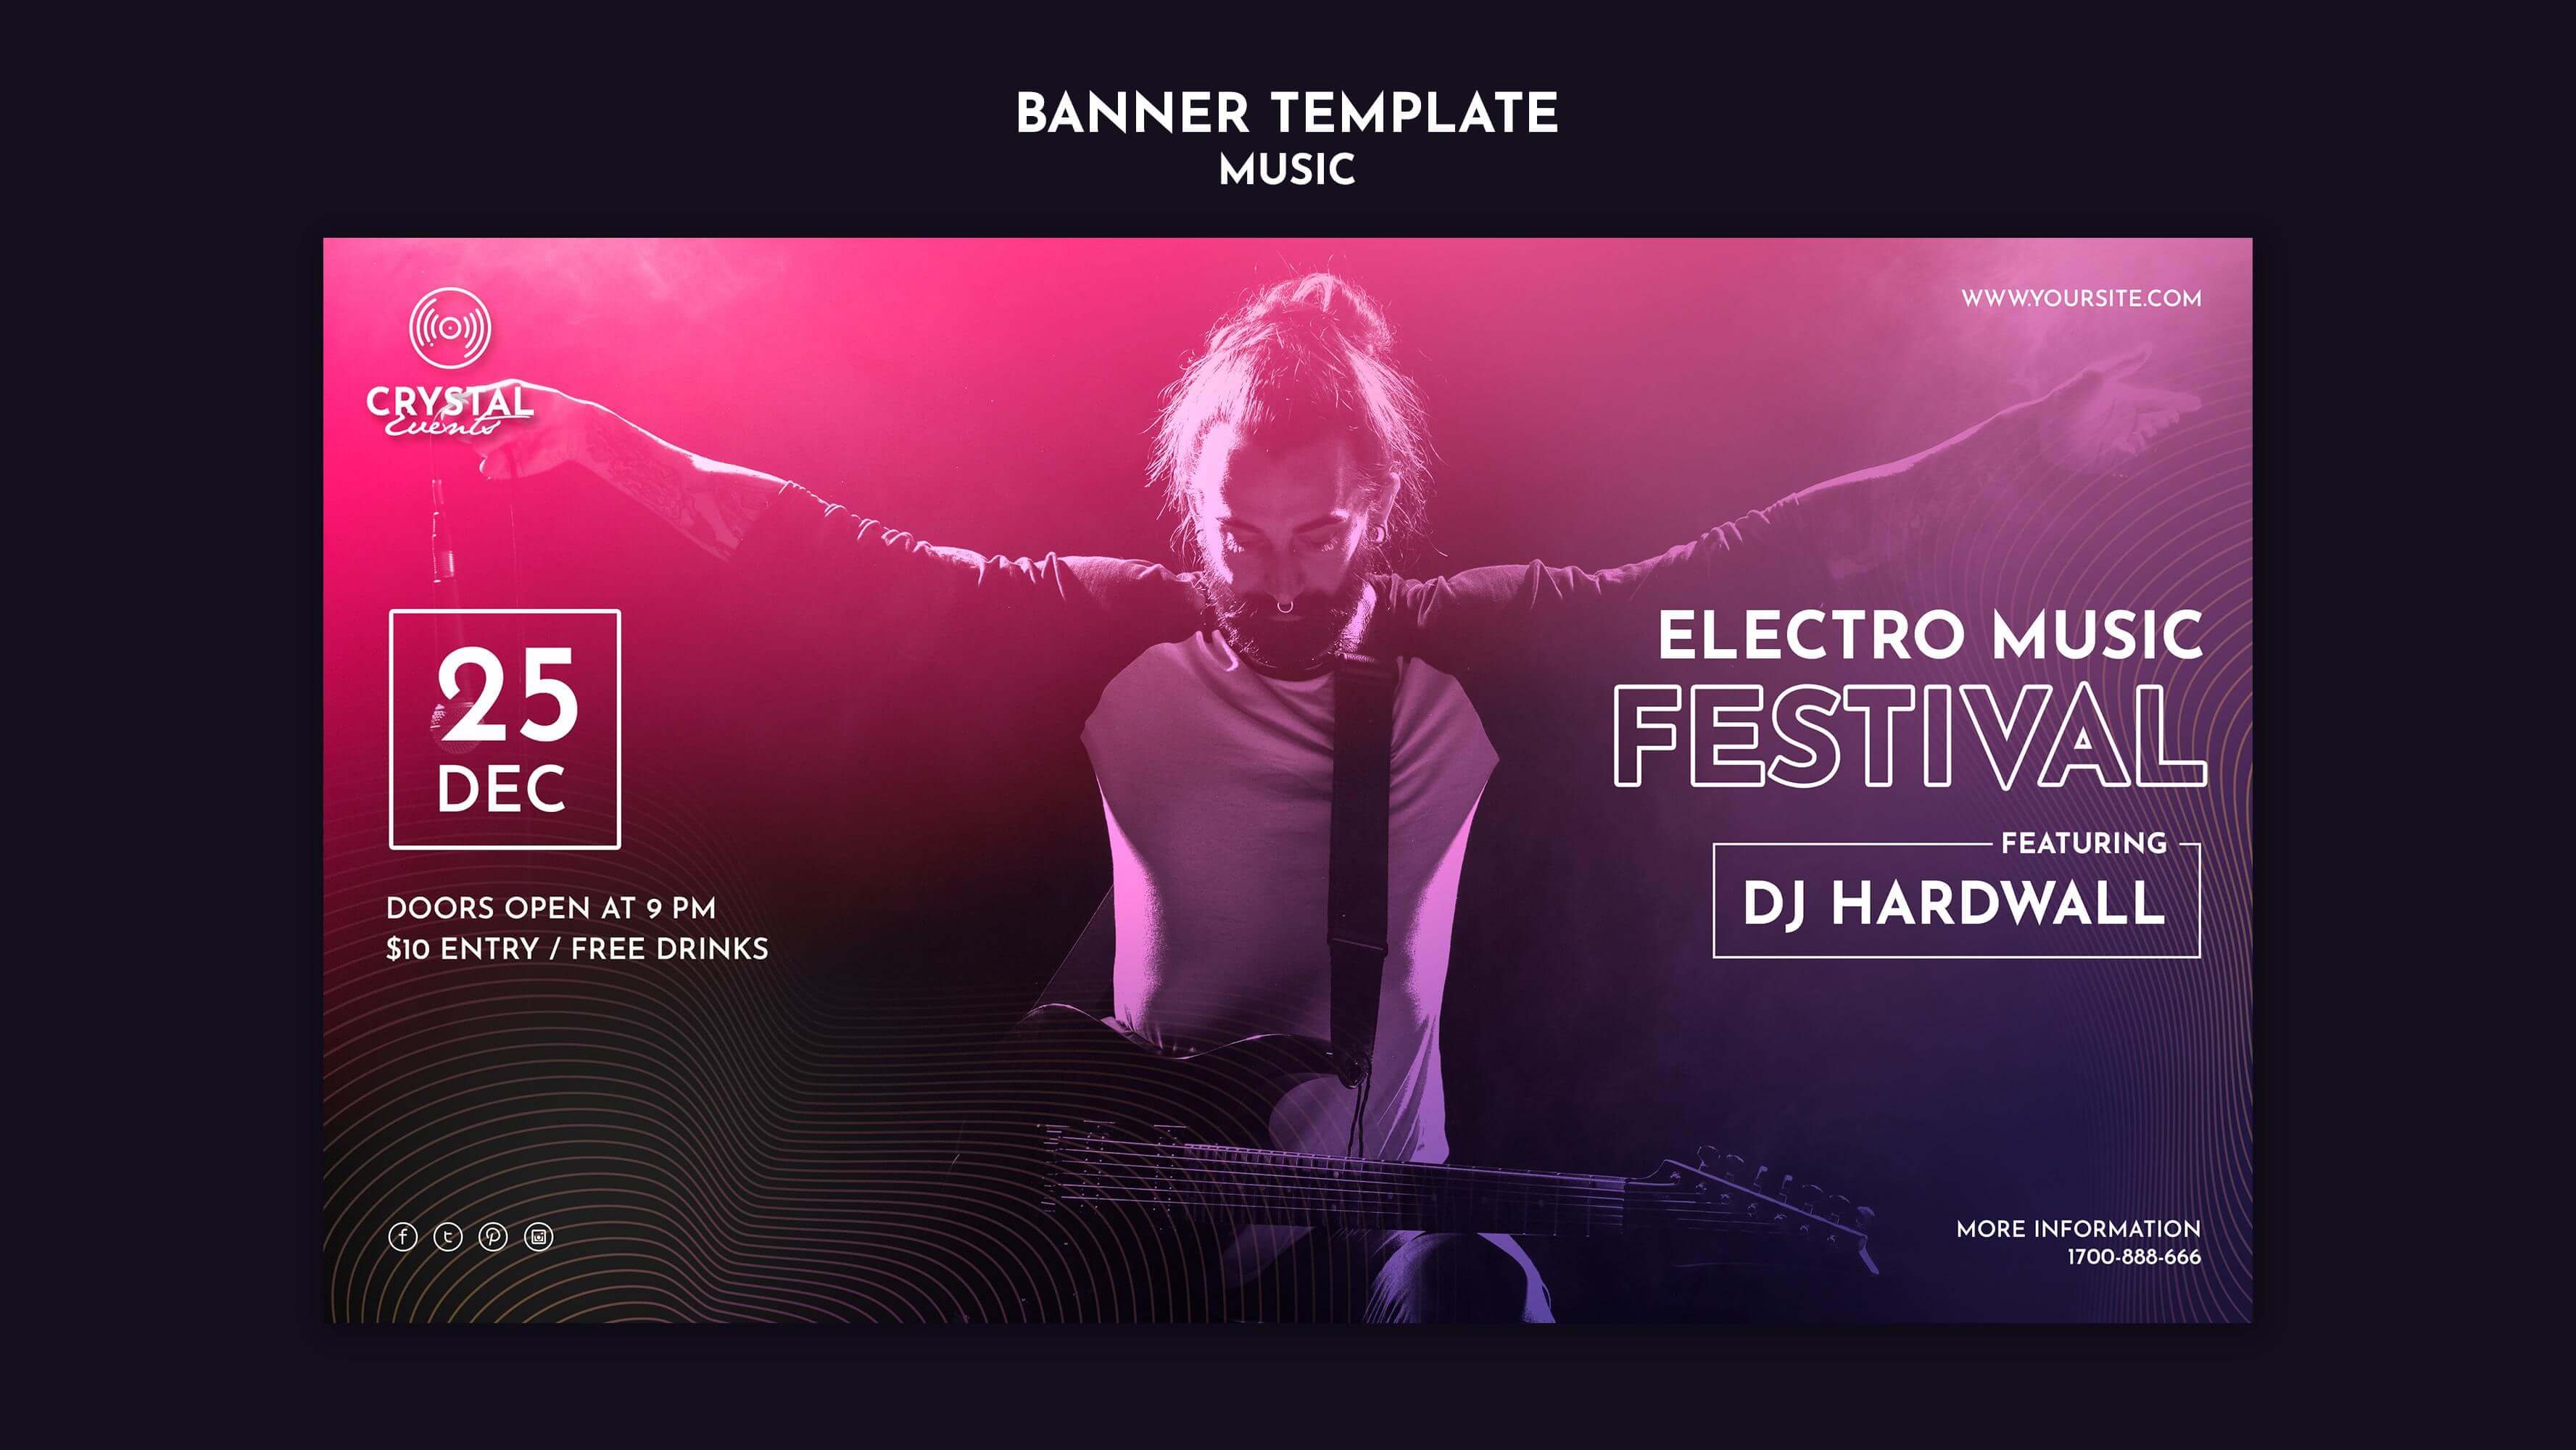 BANNER TEMPLATE
MUSIC
CRYSTAL
Events
WWW.YOURSITE.COM
25
DEC
DOORS OPEN AT 9 PM
$10 ENTRY / FREE DRINKS
ELECTRO MUSIC
FESTIVAL
FEATURING
DJ HARDWALL
MORE INFORMATION
1700-888-666